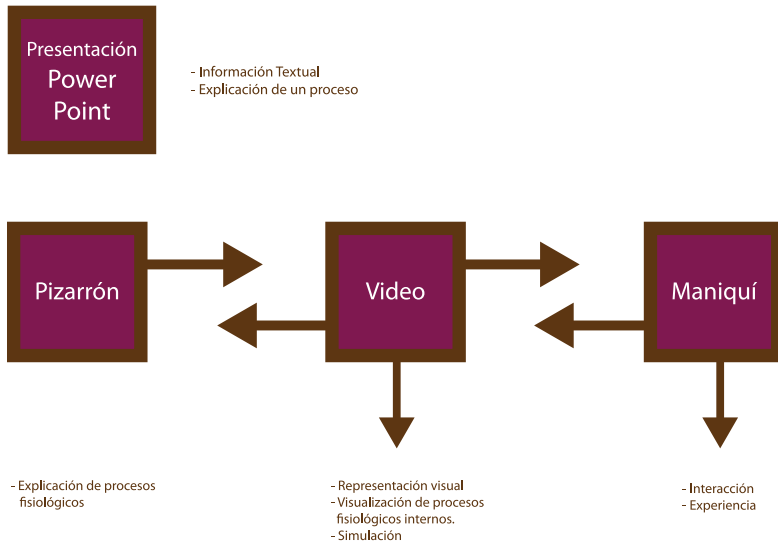 Presentación
Power
Point
- Información Textual
- Explicación de un proceso
Pizarrón
Video
Maniquí
- Explicación de procesos
fisiológicos
- Representación visual
- Visualización de procesos
fisiológicos internos.
- Simulación
- Interacción
- Experiencia